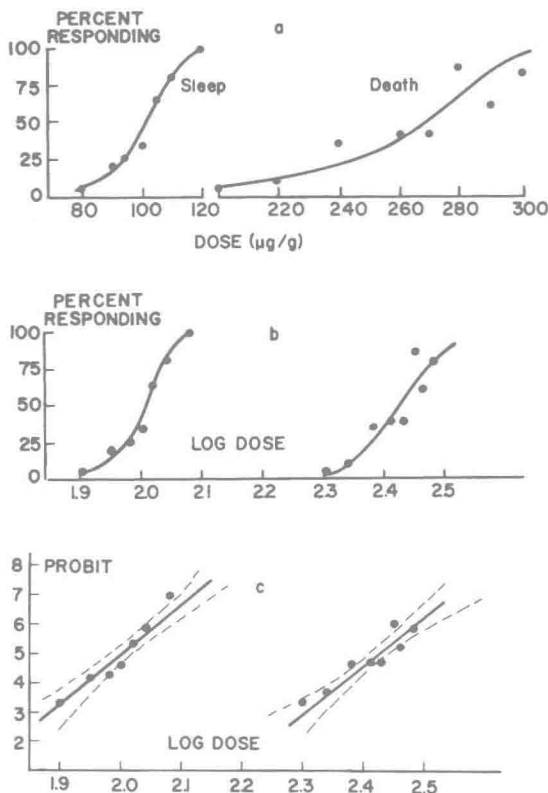 PERCENT
RESPONDING
a
100
75
50
25
0
Sleep
Death
80 100 120 220 240 260 280 300
DOSE (µg/g)
PERCENT
RESPONDING
b
100
75
50
25
0
LOG DOSE
1.9 2.0 2.1 2.2 2.3 2.4 2.5
8
7
6
5
4
3
2
PROBIT
c
LOG DOSE
1.9 2.0 2.1 2.2 2.3 2.4 2.5